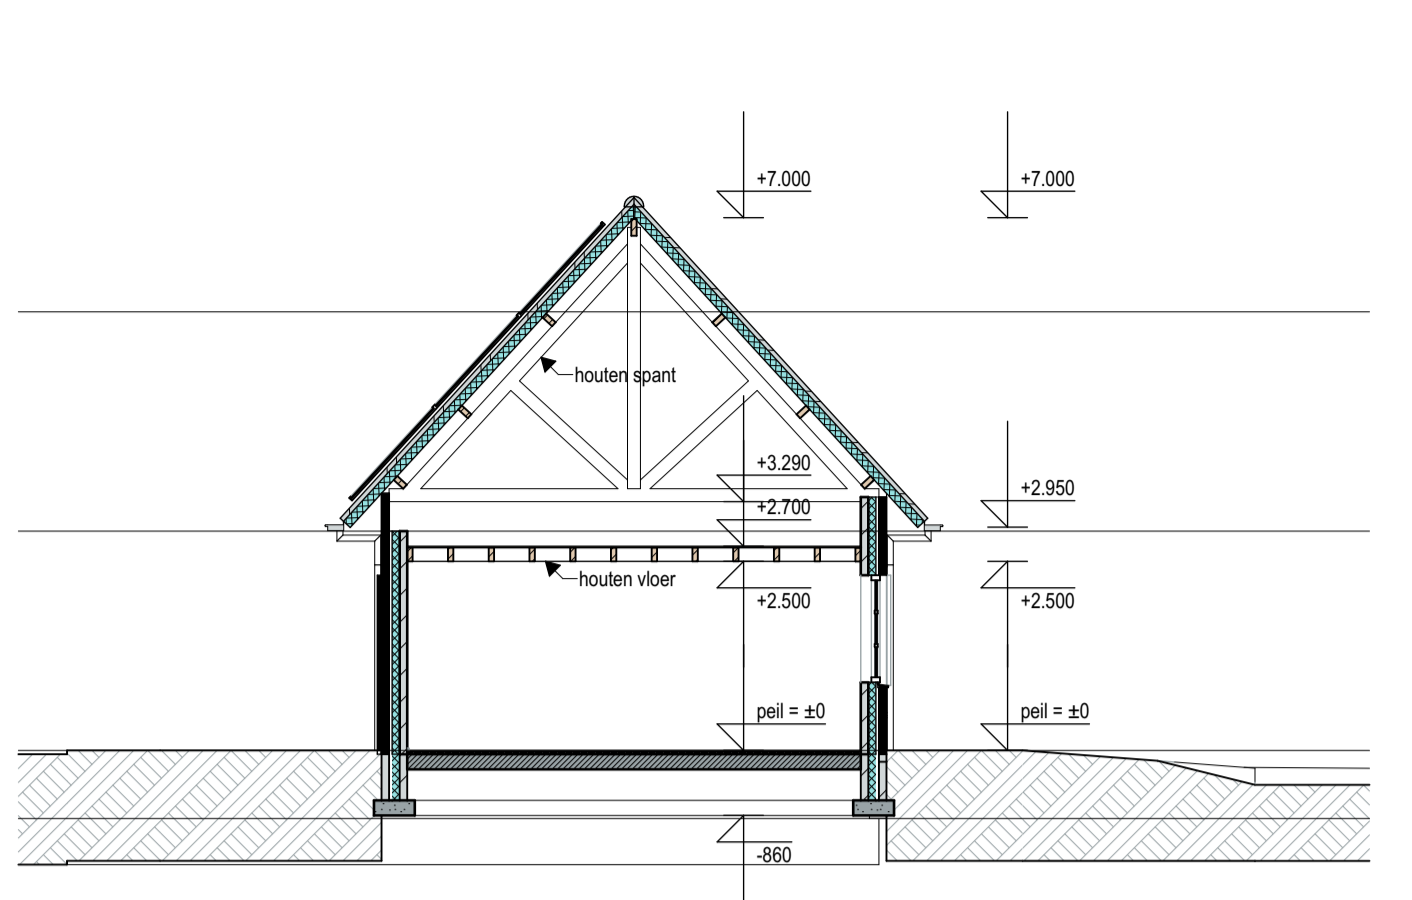 +7.000
+7.000
houten spant
+3.290
+2.950
+2.700
houten vloer
+2.500
+2.500
peil = ±0
peil = ±0
-860